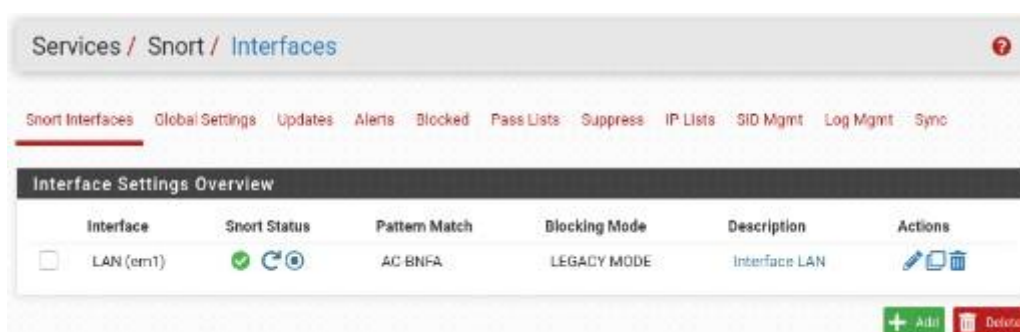 Services / Snort / Interfaces
Snort Interfaces Global Settings Updates Alerts Blocked Pass Lists Suppress IP Lists SID Mgmt Log Mgmt Sync
Interface Settings Overview
Interface Snort Status Pattern Match Blocking Mode Description Actions
LAN (em1) AC-BNFA LEGACY MODE Interface LAN
Add Delete